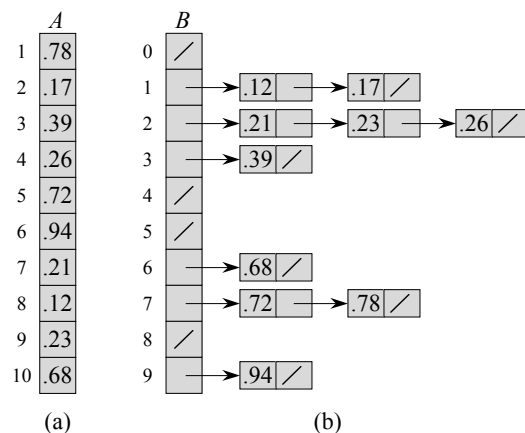 A B
1 .78 0
2 .17 1 .12 .17
3 .39 2 .21 .23 .26
4 .26 3 .39
5 .72 4
6 .94 5
7 .21 6 .68
8 .12 7 .72 .78
9 .23 8
10 .68 9 .94
(a) (b)